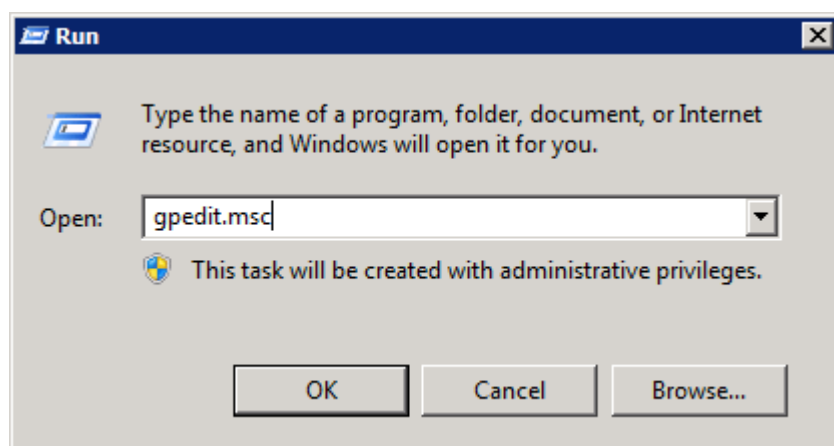 Run
Type the name of a program, folder, document, or Internet
resource, and Windows will open it for you.
Open:
gpedit.msc
This task will be created with administrative privileges.
OK
Cancel
Browse...